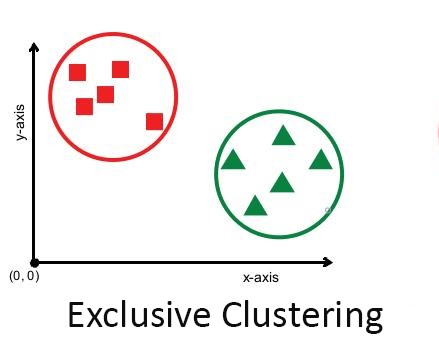 y-axis
(0, 0)
x-axis
Exclusive Clustering